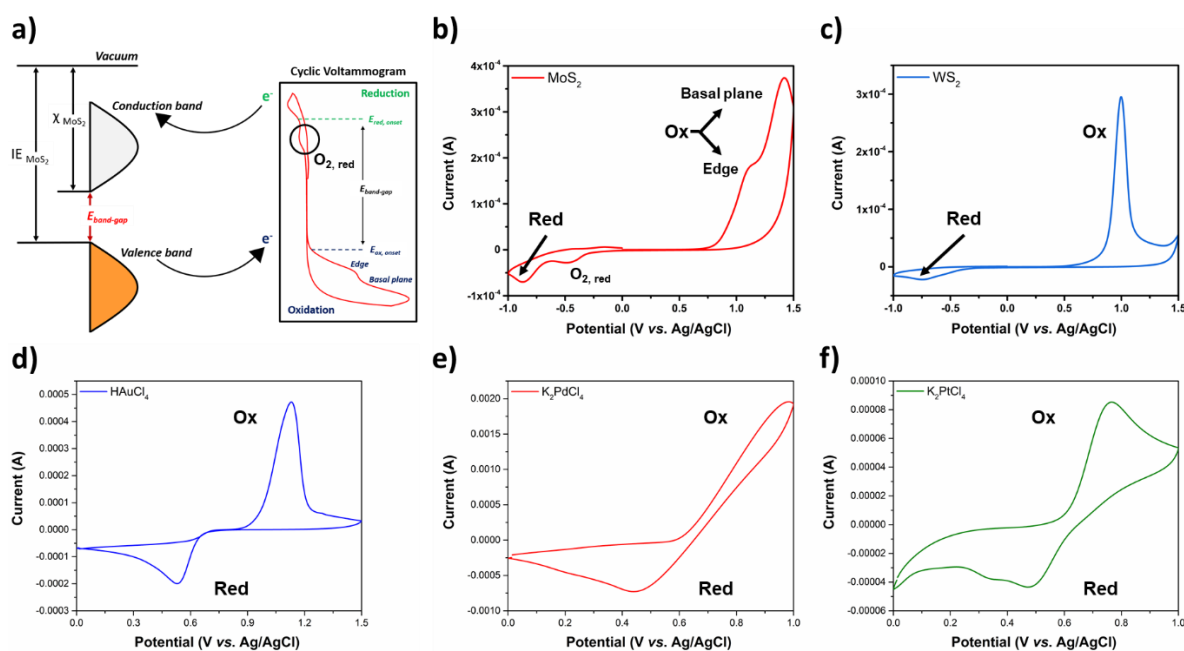 a)
Vacuum
Conduction band
χ MoS₂
IE MoS₂
E band-gap
Valence band
e-
e-
Cyclic Voltammogram
Reduction
E red, onset
O₂, red
E band-gap
E ox, onset
Edge
Basal plane
Oxidation
b)
MoS₂
Basal plane
Ox
Edge
Red
O₂, red
Current (A)
4x10⁻⁴
3x10⁻⁴
2x10⁻⁴
1x10⁻⁴
0
-1x10⁻⁴
-1.0 -0.5 0.0 0.5 1.0 1.5
Potential (V vs. Ag/AgCl)
c)
WS₂
Ox
Red
Current (A)
3x10⁻⁴
2x10⁻⁴
1x10⁻⁴
0
-1.0 -0.5 0.0 0.5 1.0 1.5
Potential (V vs. Ag/AgCl)
d)
HAuCl₄
Ox
Red
Current (A)
0.0005
0.0004
0.0003
0.0002
0.0001
0.0000
-0.0001
-0.0002
-0.0003
0.0 0.5 1.0 1.5
Potential (V vs. Ag/AgCl)
e)
K₂PdCl₄
Ox
Red
Current (A)
0.0020
0.0015
0.0010
0.0005
0.0000
-0.0005
-0.0010
0.0 0.2 0.4 0.6 0.8 1.0
Potential (V vs. Ag/AgCl)
f)
K₂PtCl₄
Ox
Red
Current (A)
0.00010
0.00008
0.00006
0.00004
0.00002
0.00000
-0.00002
-0.00004
-0.00006
0.0 0.2 0.4 0.6 0.8 1.0
Potential (V vs. Ag/AgCl)